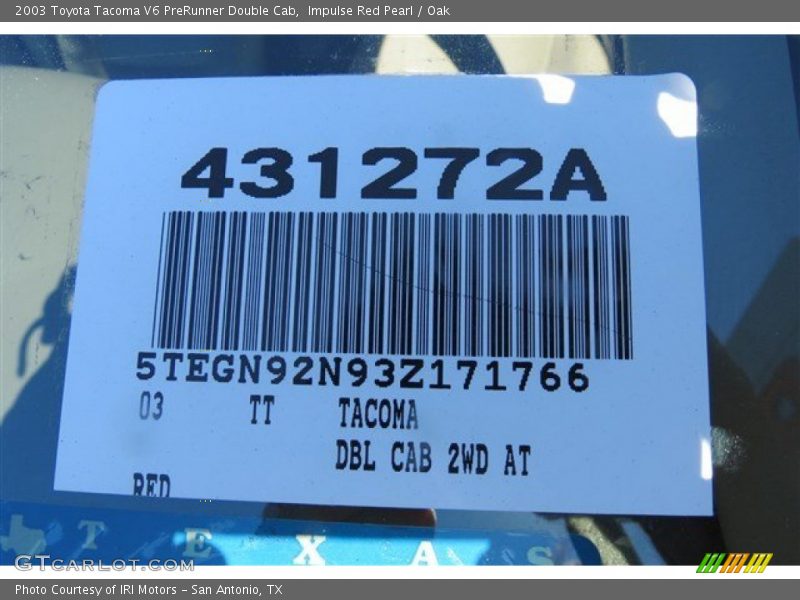 2003 Toyota Tacoma V6 PreRunner Double Cab, Impulse Red Pearl / Oak
431272A
5TEGN92N93Z171766
03 TT TACOMA
DBL CAB 2WD AT
RED
TEXAS
GTcarlot.com
Photo Courtesy of IRI Motors - San Antonio, TX